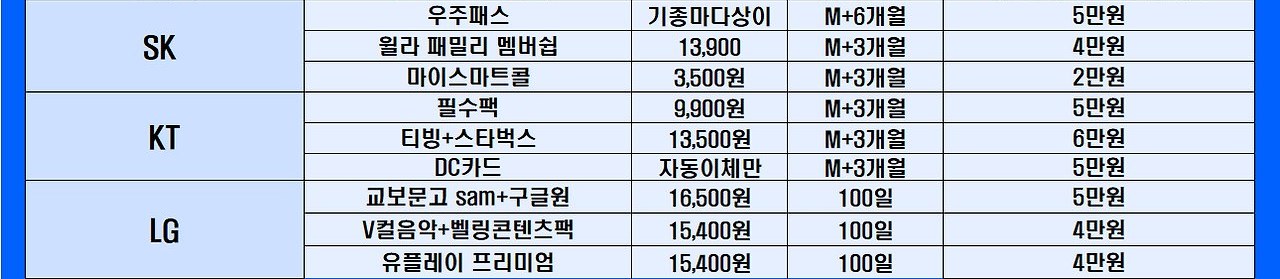 SK
우주패스 기종마다상이 M+6개월 5만원
윌라 패밀리 멤버쉽 13,900 M+3개월 4만원
마이스마트콜 3,500원 M+3개월 2만원
KT
필수팩 9,900원 M+3개월 5만원
티빙+스타벅스 13,500원 M+3개월 6만원
DC카드 자동이체만 M+3개월 5만원
LG
교보문고 sam+구글원 16,500원 100일 5만원
V컬음악+벨링콘텐츠팩 15,400원 100일 4만원
유플레이 프리미엄 15,400원 100일 4만원